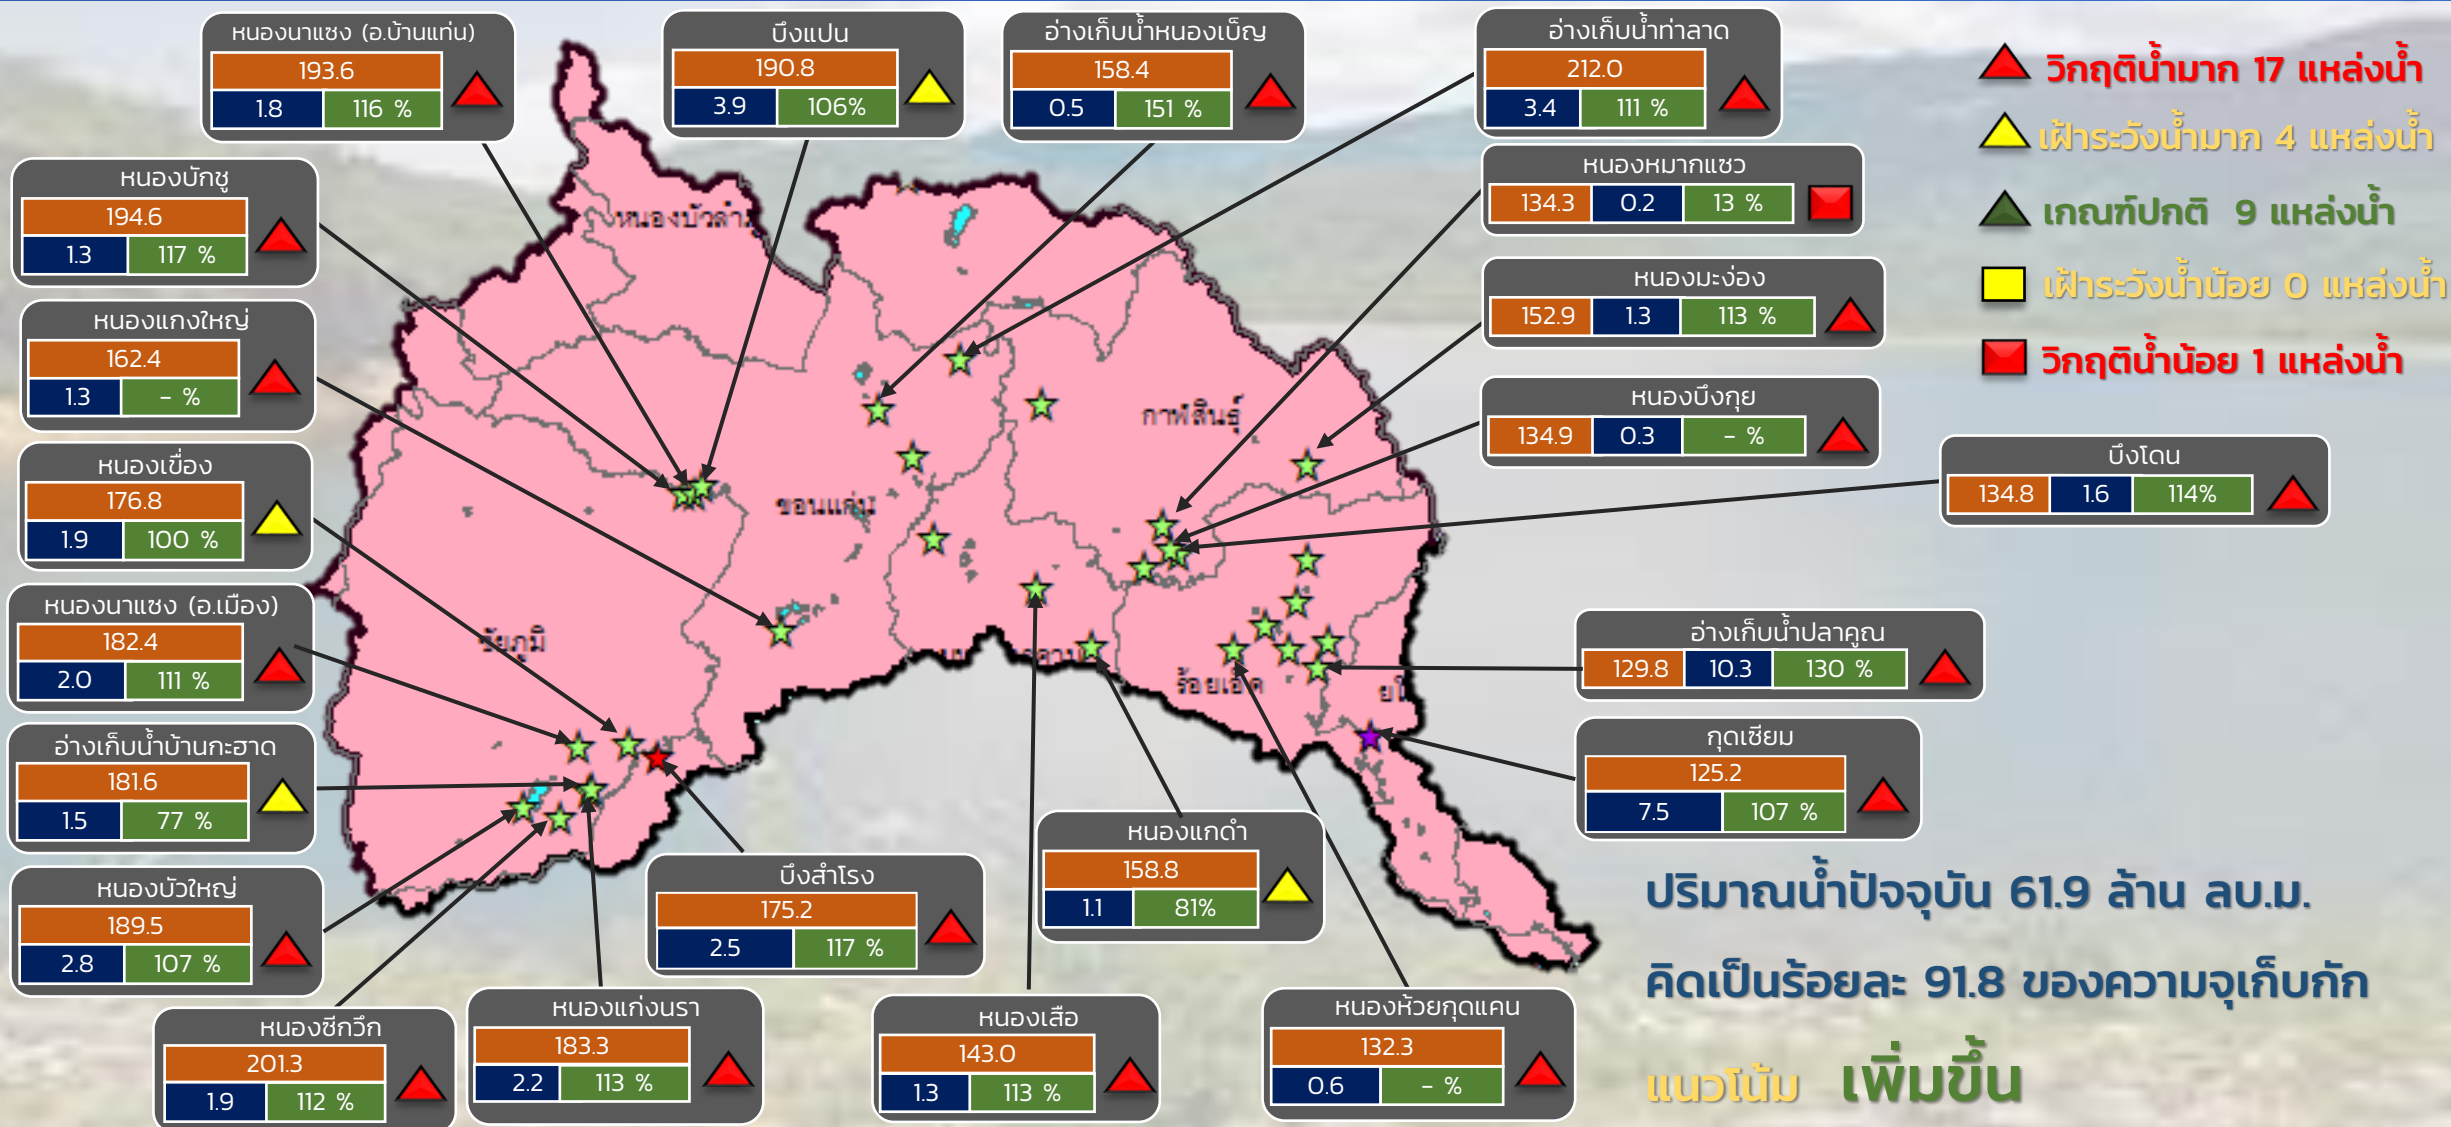 หนองนาแซง (อ.บ้านแท่น)
193.6
1.8 116 %
บึงแปน
190.8
3.9 106%
อ่างเก็บน้ำหนองเบ็ญ
158.4
0.5 151 %
อ่างเก็บน้ำท่าลาด
212.0
3.4 111 %
วิกฤติน้ำมาก 17 แหล่งน้ำ
เฝ้าระวังน้ำมาก 4 แหล่งน้ำ
เกณฑ์ปกติ 9 แหล่งน้ำ
เฝ้าระวังน้ำน้อย 0 แหล่งน้ำ
วิกฤติน้ำน้อย 1 แหล่งน้ำ
หนองบักชู
194.6
1.3 117 %
หนองหมากแซว
134.3 0.2 13 %
หนองมะง่อง
152.9 1.3 113 %
หนองแกงใหญ่
162.4
1.3 - %
หนองบึงกุย
134.9 0.3 - %
บึงโดน
134.8 1.6 114%
หนองเขื่อง
176.8
1.9 100 %
หนองนาแซง (อ.เมือง)
182.4
2.0 111 %
อ่างเก็บน้ำปลาคูณ
129.8 10.3 130 %
อ่างเก็บน้ำบ้านกะฮาด
181.6
1.5 77 %
กุดเซียม
125.2
7.5 107 %
หนองบัวใหญ่
189.5
2.8 107 %
บึงสำโรง
175.2
2.5 117 %
หนองแกดำ
158.8
1.1 81%
หนองซีกวึก
201.3
1.9 112 %
หนองแก่งนรา
183.3
2.2 113 %
หนองเสือ
143.0
1.3 113 %
หนองห้วยกุดแคน
132.3
0.6 - %
กาฬสินธุ์
ขอนแก่น
ชัยภูมิ
ร้อยเอ็ด
ปริมาณน้ำปัจจุบัน 61.9 ล้าน ลบ.ม.
คิดเป็นร้อยละ 91.8 ของความจุเก็บกัก
แนวโน้ม เพิ่มขึ้น